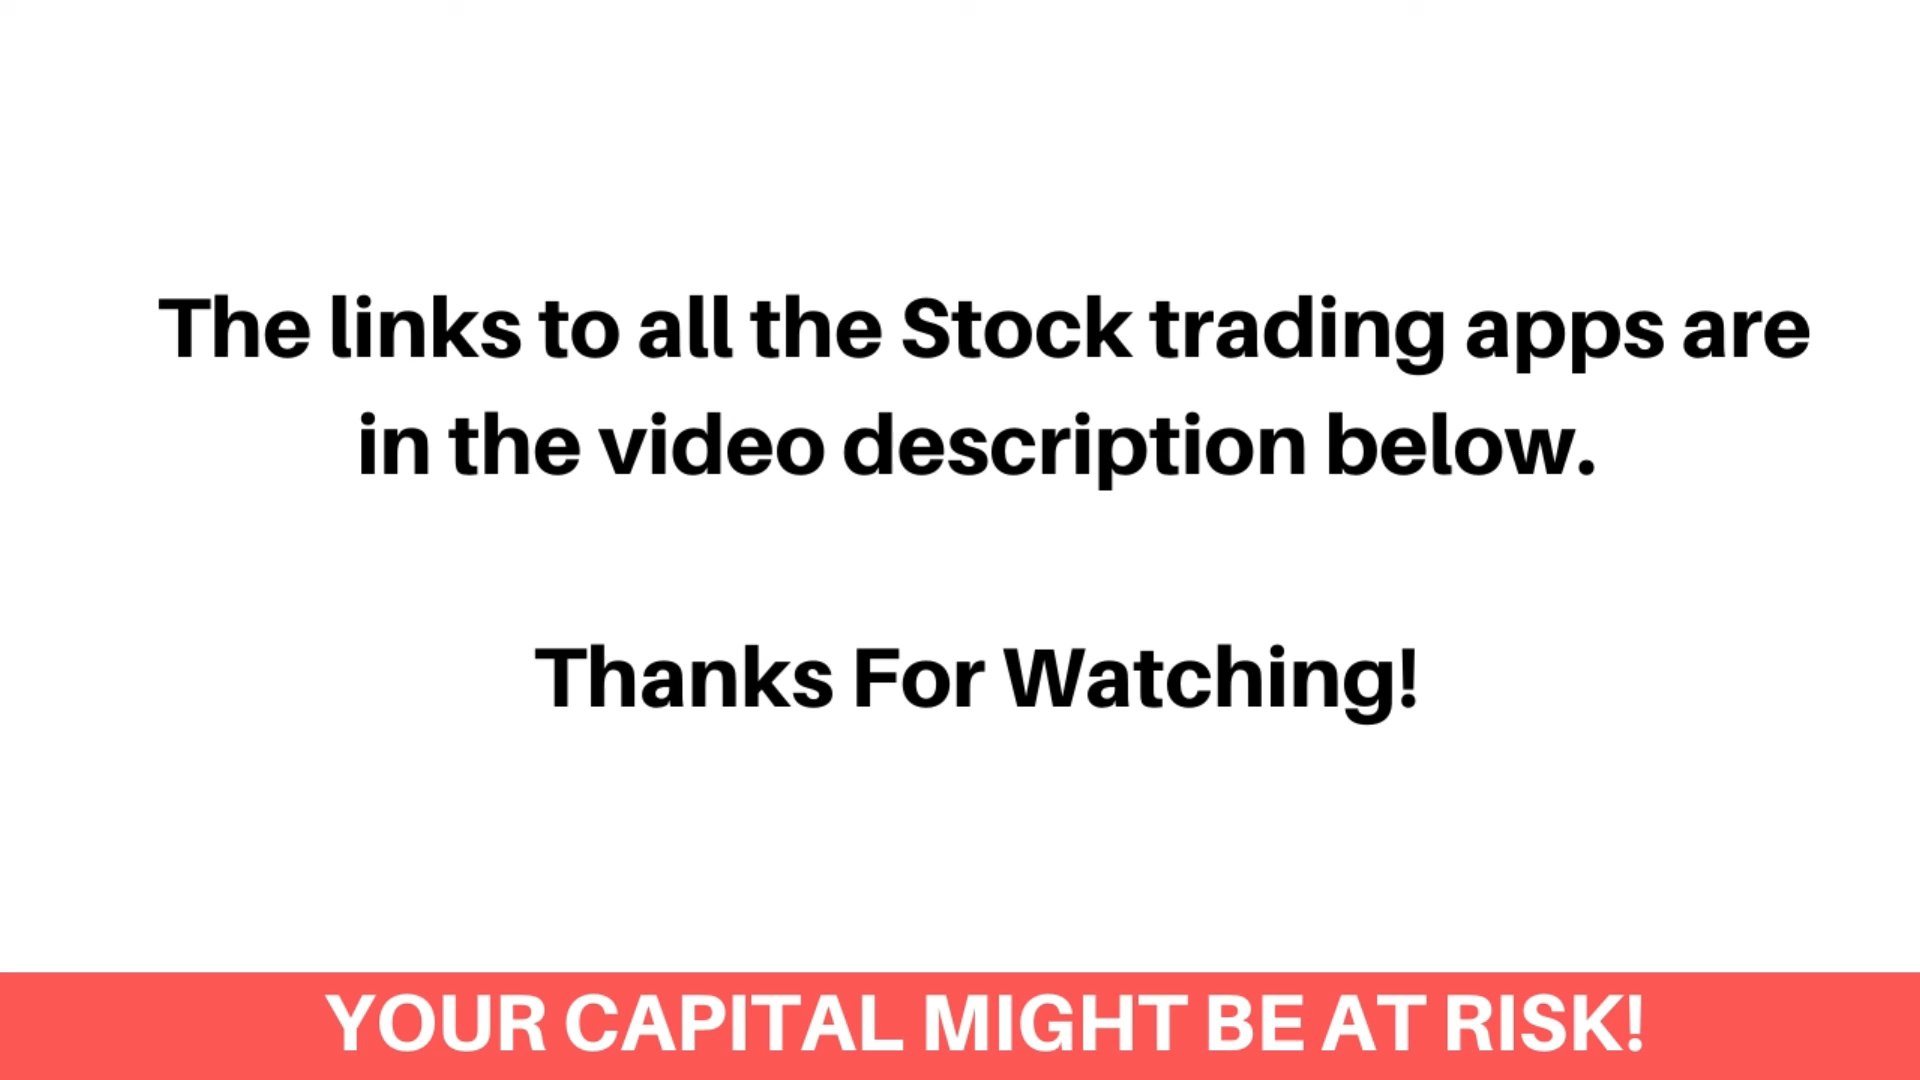 The links to all the Stock trading apps are
in the video description below.
Thanks For Watching!
YOUR CAPITAL MIGHT BE AT RISK!